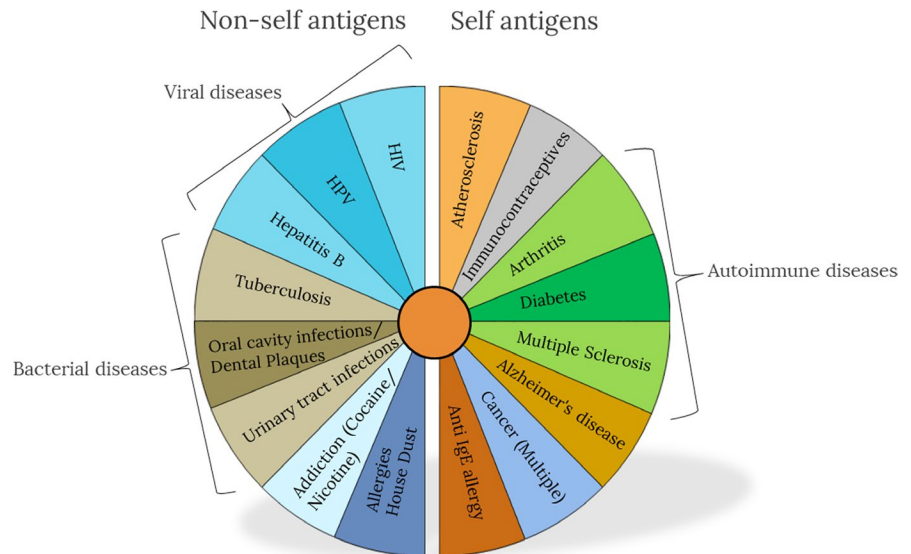 Non-self antigens
Self antigens
Viral diseases
HIV
HPV
Hepatitis B
Tuberculosis
Oral cavity infections/
Dental Plaques
Urinary tract infections
Addiction (Cocaine/
Nicotine)
Allergies
House Dust
Bacterial diseases
Atherosclerosis
Immunocontraceptives
Arthritis
Diabetes
Multiple Sclerosis
Alzheimer's disease
Cancer (Multiple)
Anti IgE allergy
Autoimmune diseases